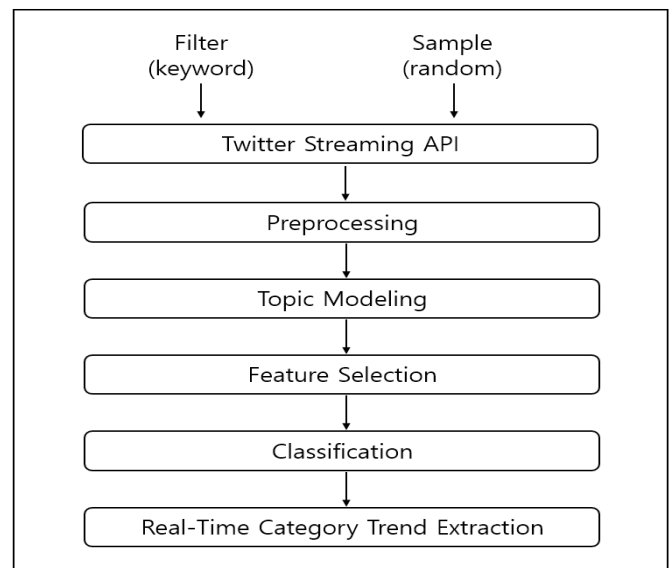 Filter
(keyword)
Sample
(random)
Twitter Streaming API
Preprocessing
Topic Modeling
Feature Selection
Classification
Real-Time Category Trend Extraction